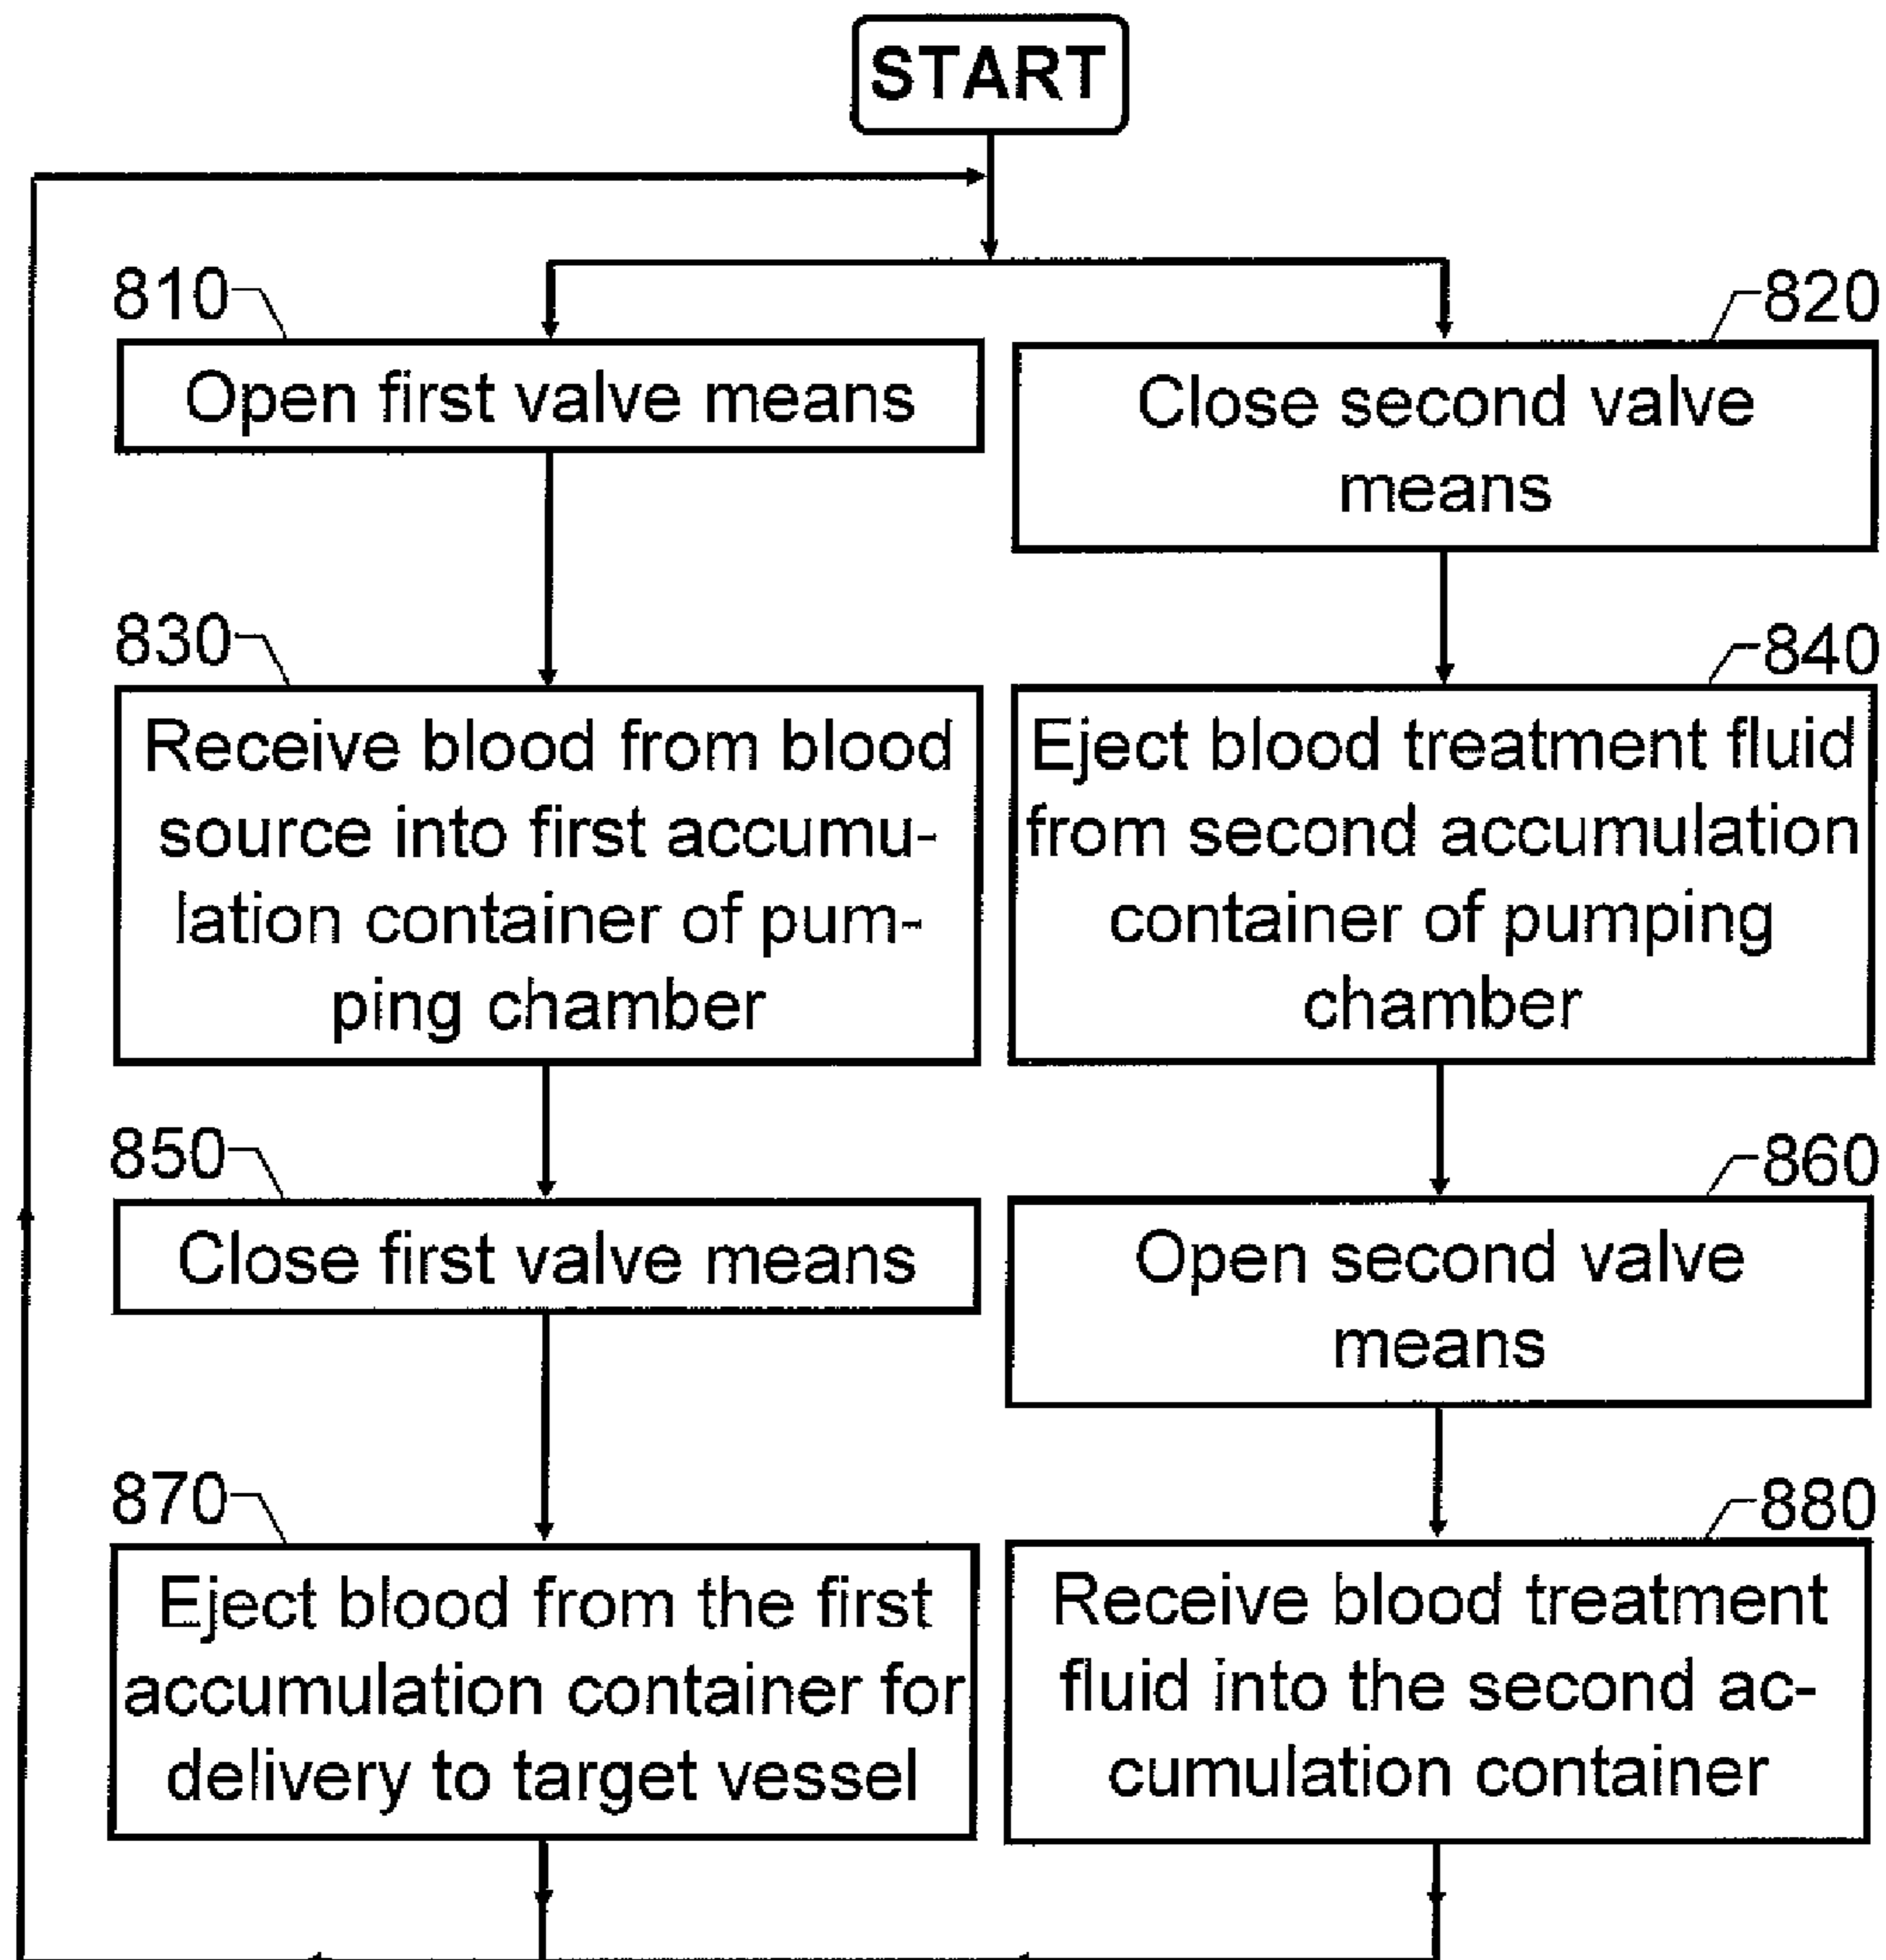 START
810
Open first valve means
820
Close second valve
means
830
Receive blood from blood
source into first accumu-
lation container of pum-
ping chamber
840
Eject blood treatment fluid
from second accumulation
container of pumping
chamber
850
Close first valve means
860
Open second valve
means
870
Eject blood from the first
accumulation container for
delivery to target vessel
880
Receive blood treatment
fluid into the second ac-
cumulation container